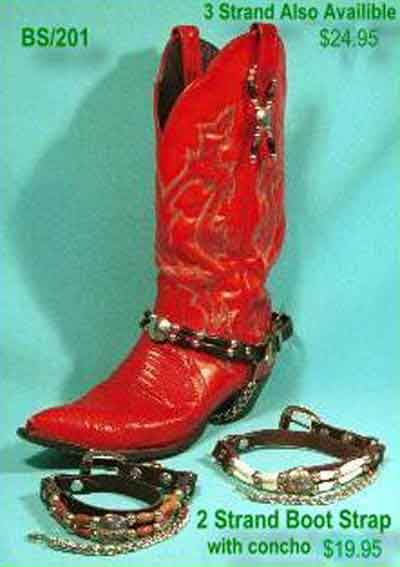 3 Strand Also Availible
BS/201 $24.95
2 Strand Boot Strap
with concho $19.95